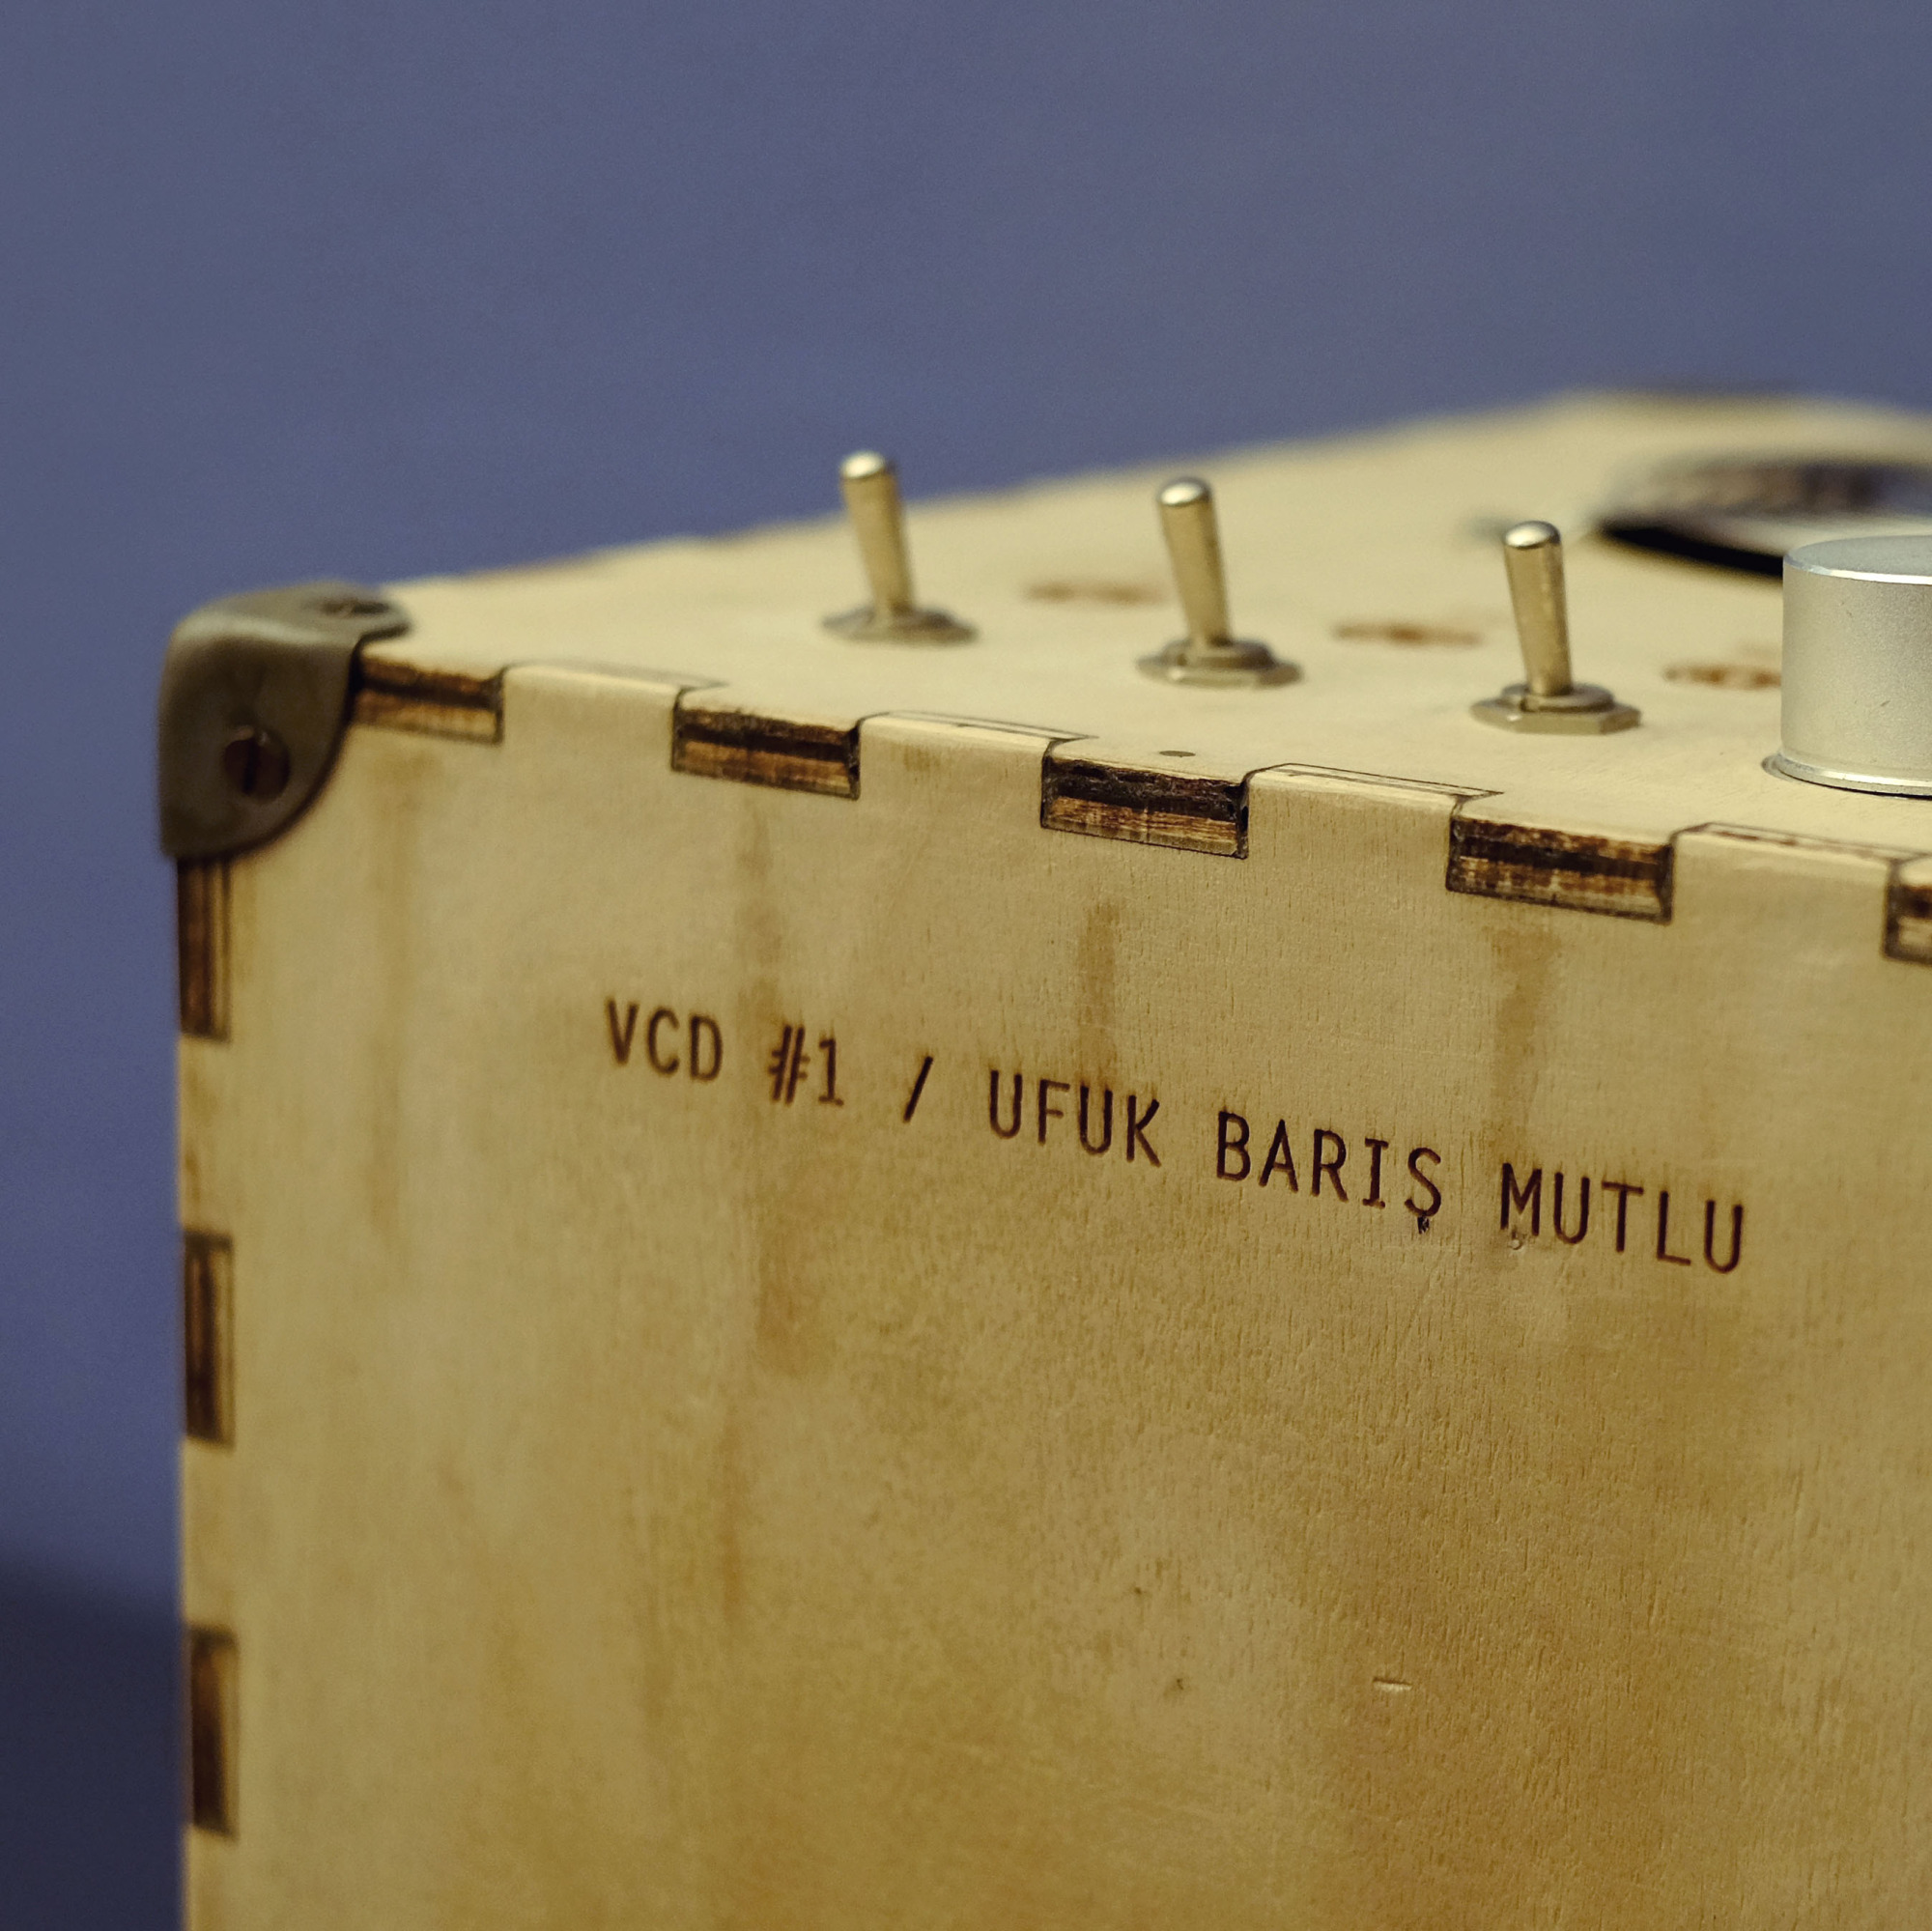 VCD #1 / UFUK BARIŞ MUTLU